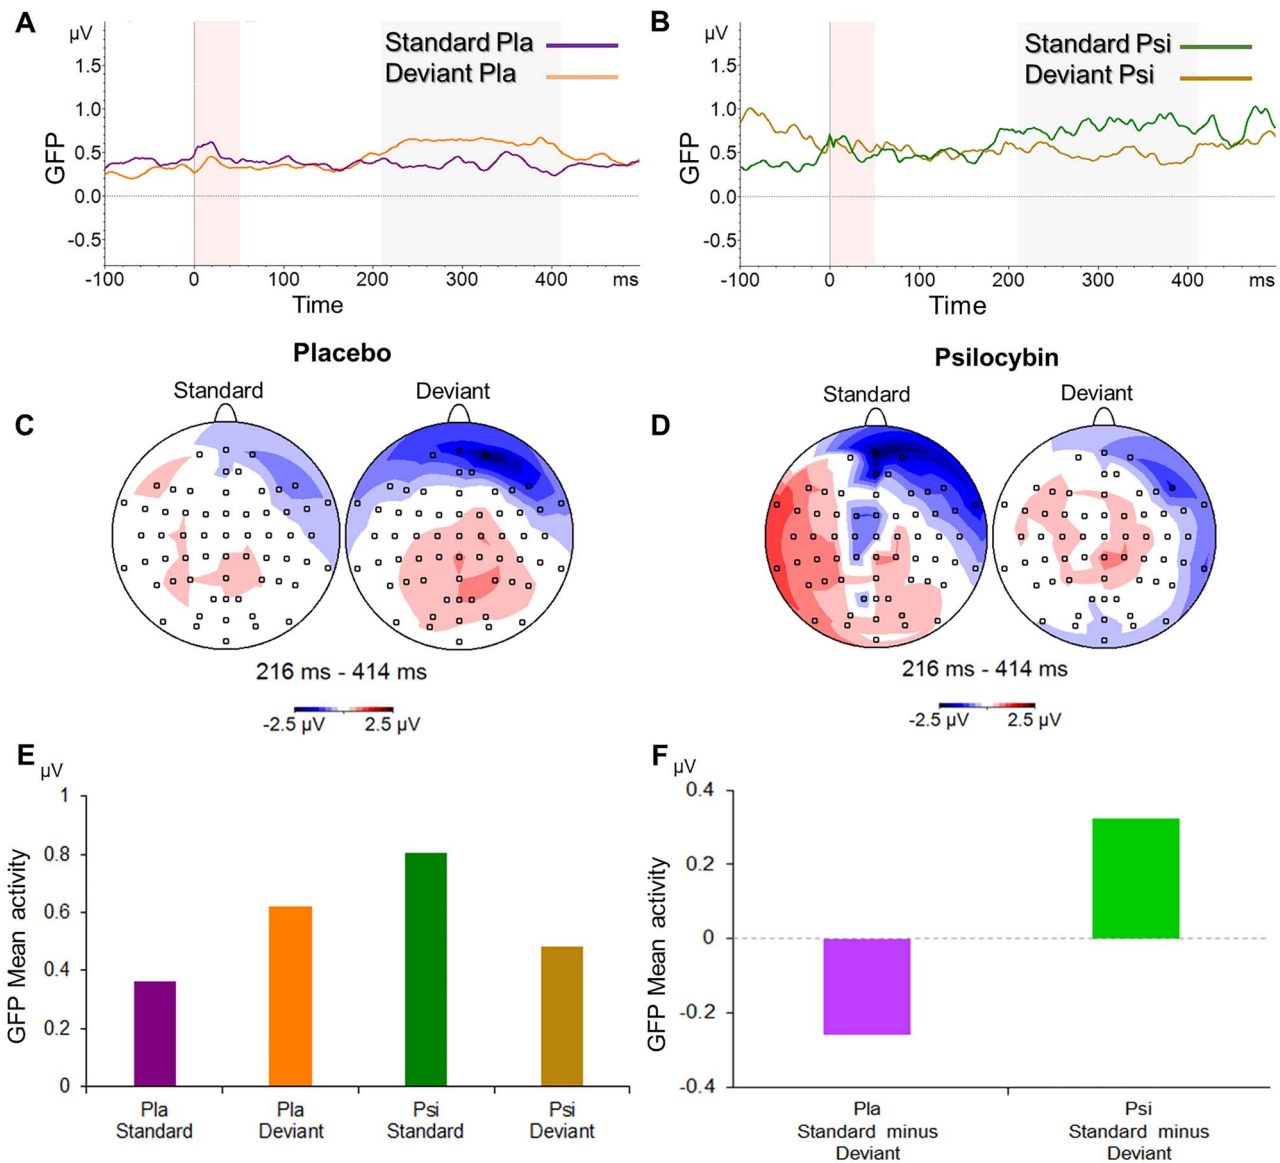 A
µV
Standard Pla
Deviant Pla
1.5
1.0
0.5
0.0
-0.5
GFP
-100
0
100
200
300
400
ms
Time
B
µV
Standard Psi
Deviant Psi
1.5
1.0
0.5
0.0
-0.5
GFP
-100
0
100
200
300
400
ms
Time
Placebo
C
Standard
Deviant
216 ms - 414 ms
-2.5 µV
2.5 µV
Psilocybin
D
Standard
Deviant
216 ms - 414 ms
-2.5 µV
2.5 µV
E
µV
1
0.8
0.6
0.4
0.2
0
GFP Mean activity
Pla
Standard
Pla
Deviant
Psi
Standard
Psi
Deviant
F
µV
0.4
0.2
0
-0.2
-0.4
GFP Mean activity
Pla
Standard minus
Deviant
Psi
Standard minus
Deviant